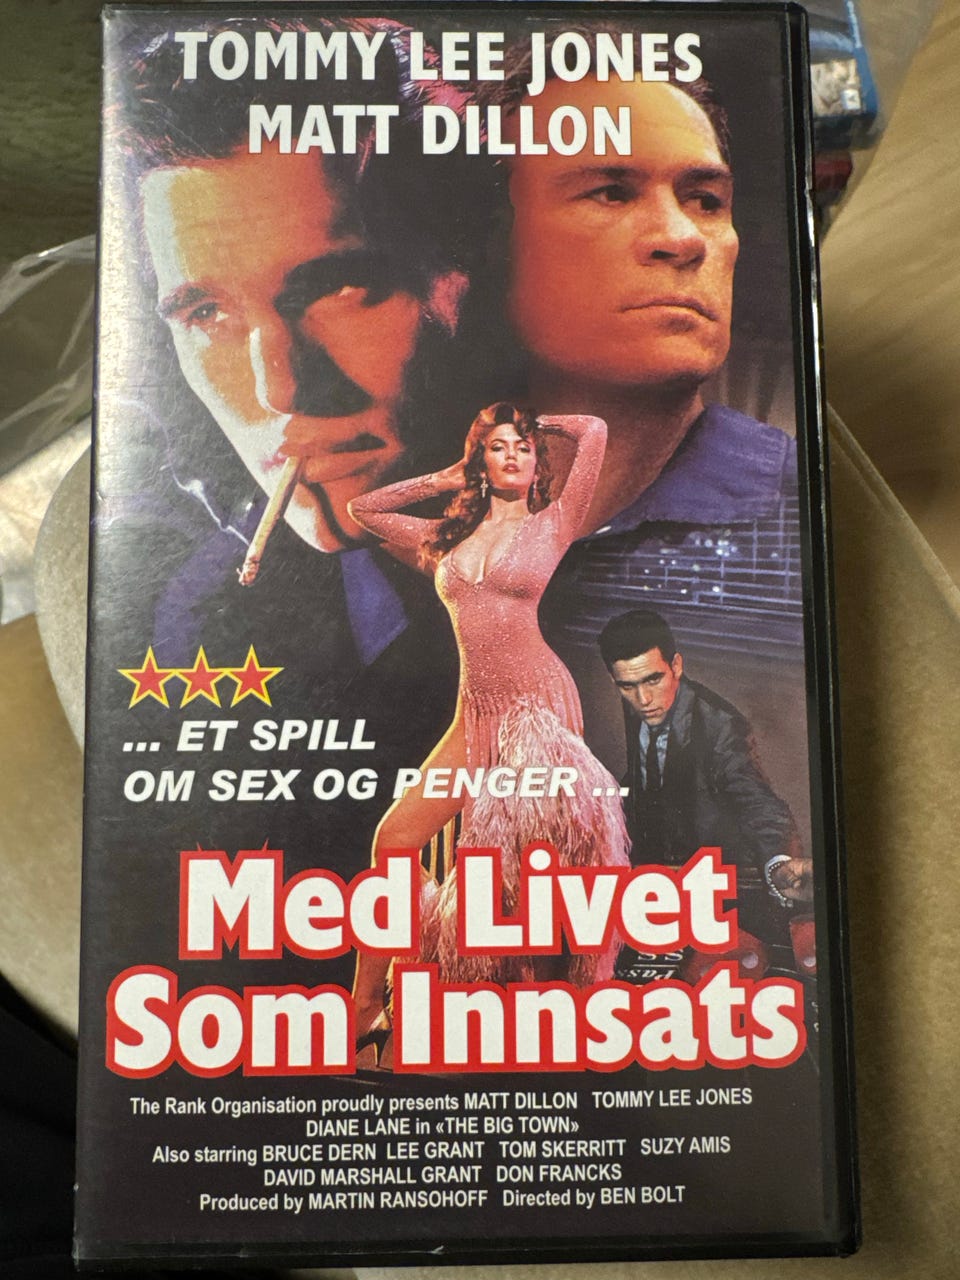 TOMMY LEE JONES
MATT DILLON
... ET SPILL
OM SEX OG PENGER ...
Med Livet
Som Innsats
The Rank Organisation proudly presents MATT DILLON TOMMY LEE JONES
DIANE LANE in «THE BIG TOWN»
Also starring BRUCE DERN LEE GRANT TOM SKERRITT SUZY AMIS
DAVID MARSHALL GRANT DON FRANCKS
Produced by MARTIN RANSOHOFF Directed by BEN BOLT